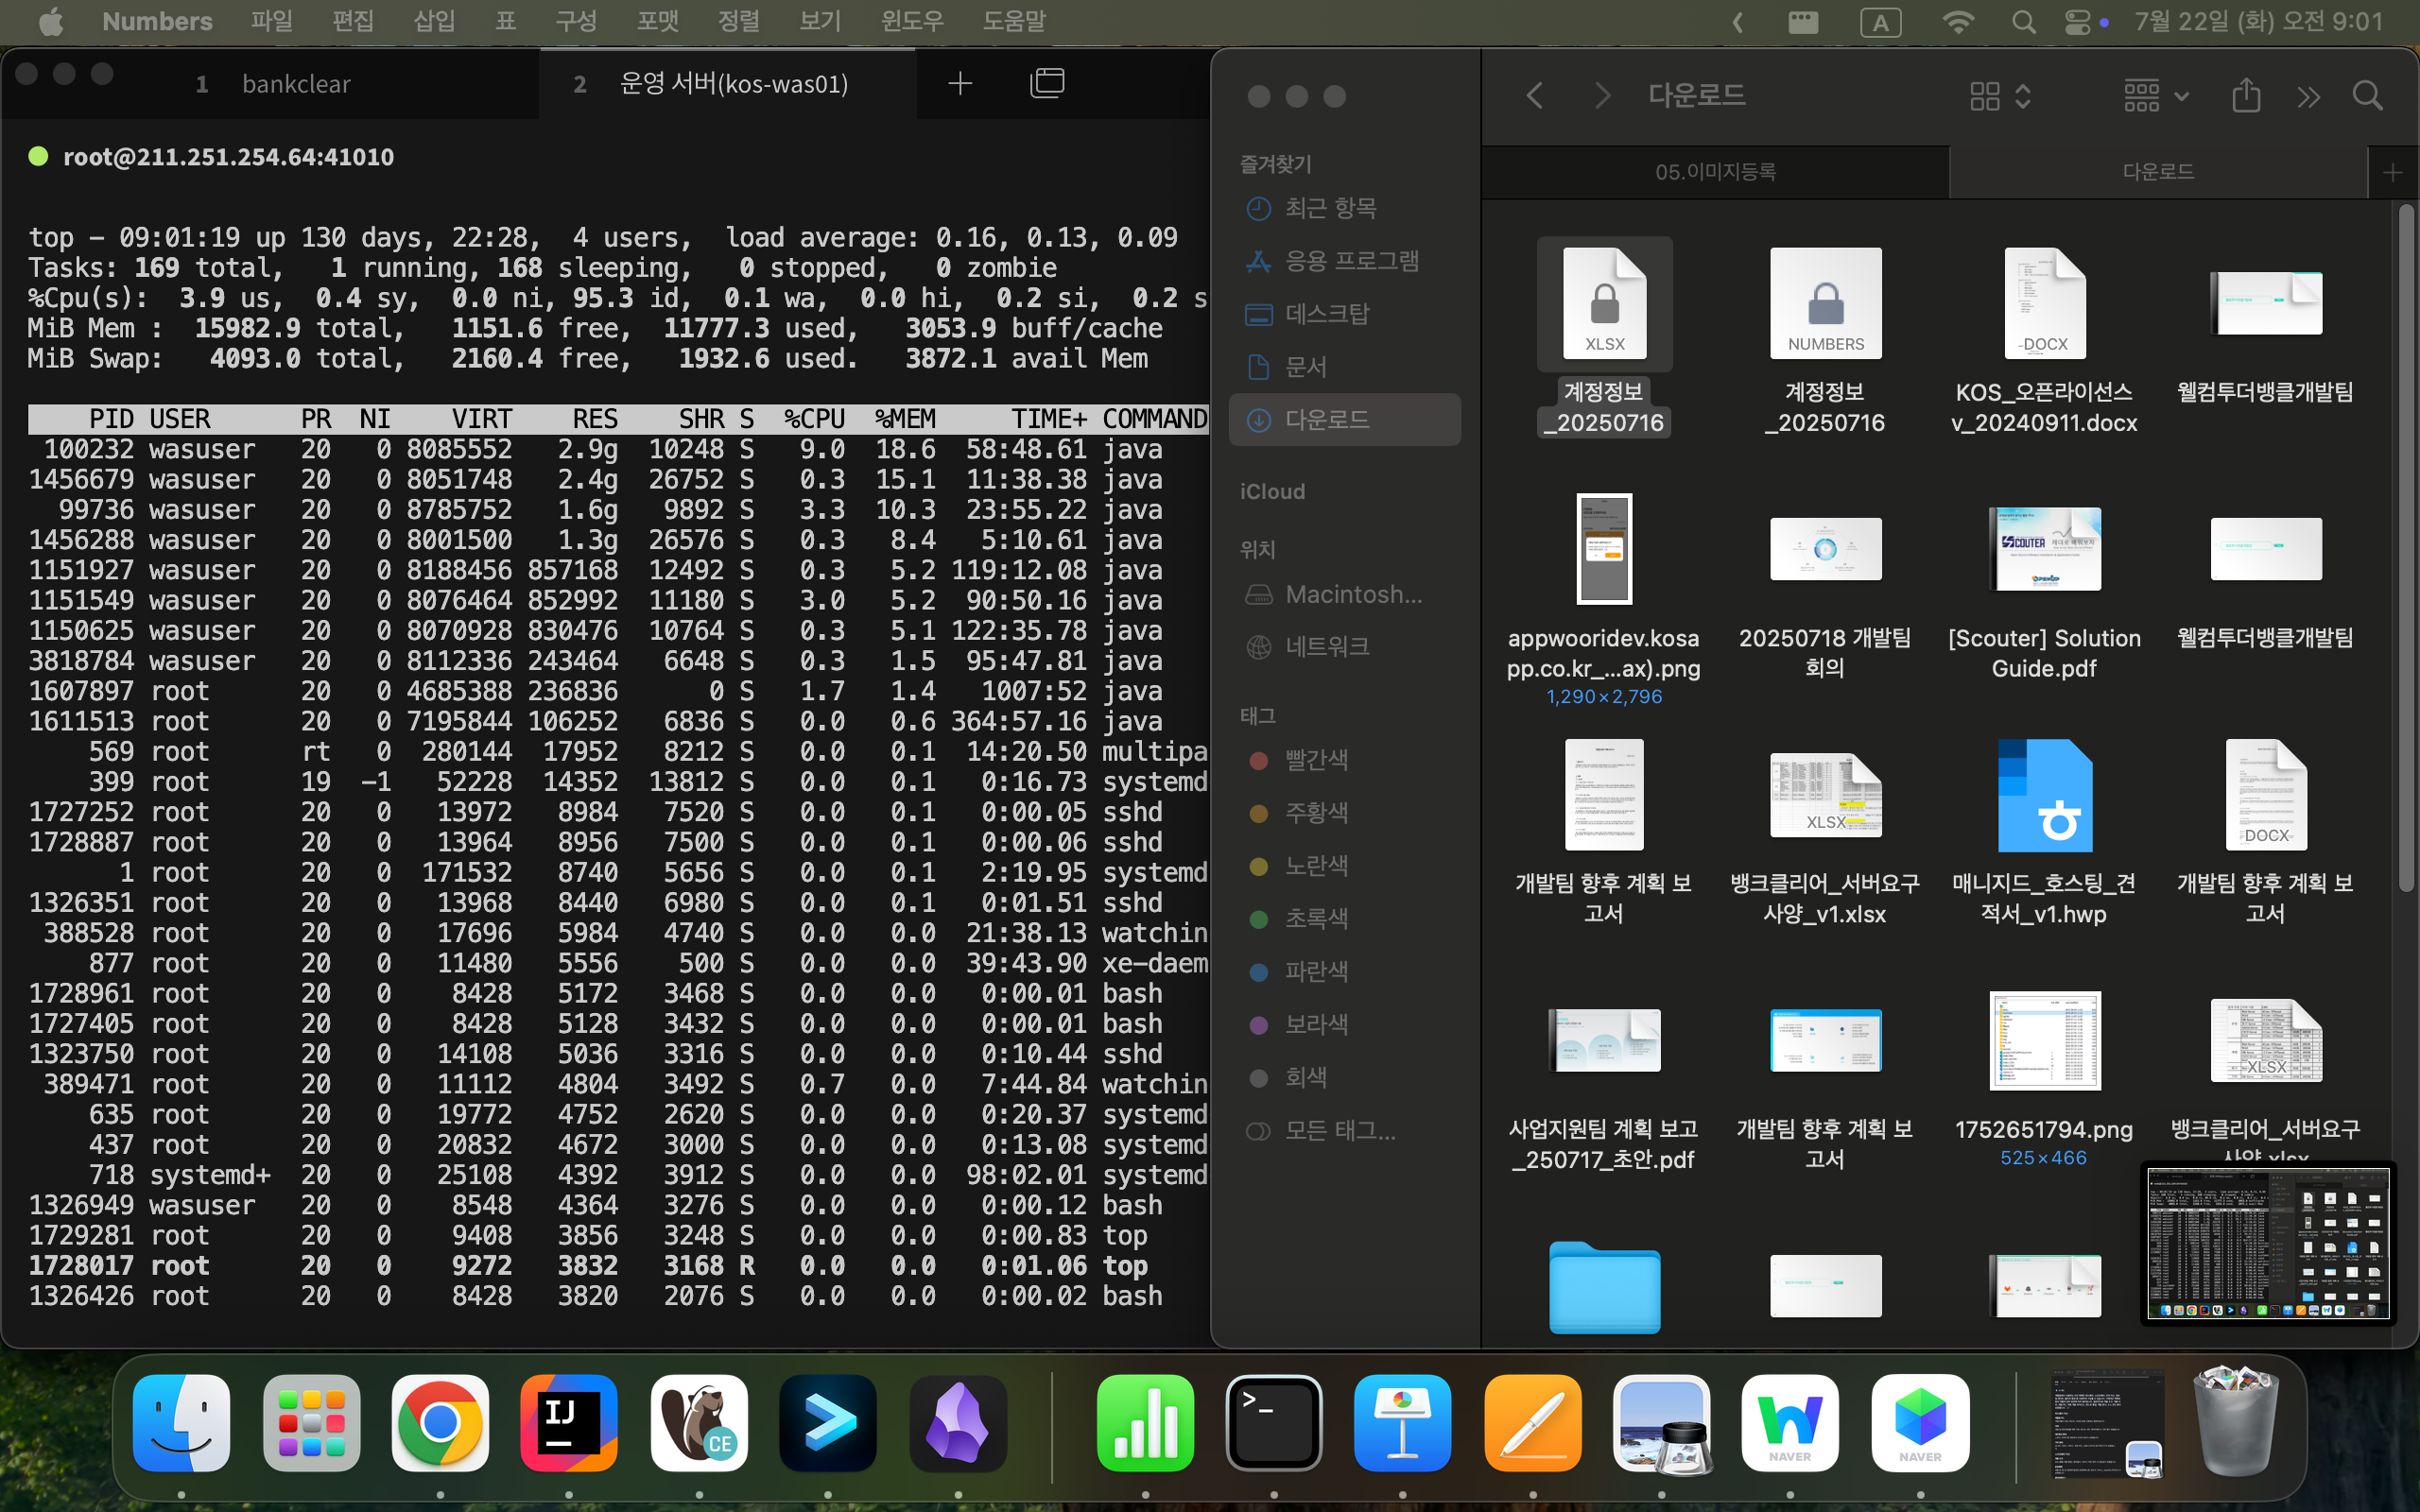 Numbers 파일 편집 삽입 표 구성 포맷 정렬 보기 윈도우 도움말 A 7월 22일 (화) 오전 9:01
1 bankclear 2 운영 서버(kos-was01)
root@211.251.254.64:41010
top - 09:01:19 up 130 days, 22:28, 4 users, load average: 0.16, 0.13, 0.09
Tasks: 169 total, 1 running, 168 sleeping, 0 stopped, 0 zombie
%Cpu(s): 3.9 us, 0.4 sy, 0.0 ni, 95.3 id, 0.1 wa, 0.0 hi, 0.2 si, 0.2 s
MiB Mem : 15982.9 total, 1151.6 free, 11777.3 used, 3053.9 buff/cache
MiB Swap: 4093.0 total, 2160.4 free, 1932.6 used. 3872.1 avail Mem
PID USER PR NI VIRT RES SHR S %CPU %MEM TIME+ COMMAND
100232 wasuser 20 0 8085552 2.9g 10248 S 9.0 18.6 58:48.61 java
1456679 wasuser 20 0 8051748 2.4g 26752 S 0.3 15.1 11:38.38 java
99736 wasuser 20 0 8785752 1.6g 9892 S 3.3 10.3 23:55.22 java
1456288 wasuser 20 0 8001500 1.3g 26576 S 0.3 8.4 5:10.61 java
1151927 wasuser 20 0 8188456 857168 12492 S 0.3 5.2 119:12.08 java
1151549 wasuser 20 0 8076464 852992 11180 S 3.0 5.2 90:50.16 java
1150625 wasuser 20 0 8070928 830476 10764 S 0.3 5.1 122:35.78 java
3818784 wasuser 20 0 8112336 243464 6648 S 0.3 1.5 95:47.81 java
1607897 root 20 0 4685388 236836 0 S 1.7 1.4 1007:52 java
1611513 root 20 0 7195844 106252 6836 S 0.0 0.6 364:57.16 java
569 root rt 0 280144 17952 8212 S 0.0 0.1 14:20.50 multipa
399 root 19 -1 52228 14352 13812 S 0.0 0.1 0:16.73 systemd
1727252 root 20 0 13972 8984 7520 S 0.0 0.1 0:00.05 sshd
1728887 root 20 0 13964 8956 7500 S 0.0 0.1 0:00.06 sshd
1 root 20 0 171532 8740 5656 S 0.0 0.1 2:19.95 systemd
1326351 root 20 0 13968 8440 6980 S 0.0 0.1 0:01.51 sshd
388528 root 20 0 17696 5984 4740 S 0.0 0.0 21:38.13 watchin
877 root 20 0 11480 5556 500 S 0.0 0.0 39:43.90 xe-daem
1728961 root 20 0 8428 5172 3468 S 0.0 0.0 0:00.01 bash
1727405 root 20 0 8428 5128 3432 S 0.0 0.0 0:00.01 bash
1323750 root 20 0 14108 5036 3316 S 0.0 0.0 0:10.44 sshd
389471 root 20 0 11112 4804 3492 S 0.7 0.0 7:44.84 watchin
635 root 20 0 19772 4752 2620 S 0.0 0.0 0:20.37 systemd
437 root 20 0 20832 4672 3000 S 0.0 0.0 0:13.08 systemd
718 systemd+ 20 0 25108 4392 3912 S 0.0 0.0 98:02.01 systemd
1326949 wasuser 20 0 8548 4364 3276 S 0.0 0.0 0:00.12 bash
1729281 root 20 0 9408 3856 3248 S 0.0 0.0 0:00.83 top
1728017 root 20 0 9272 3832 3168 R 0.0 0.0 0:01.06 top
1326426 root 20 0 8428 3820 2076 S 0.0 0.0 0:00.02 bash
즐겨찾기
최근 항목
응용 프로그램
데스크탑
문서
다운로드
iCloud
위치
Macintosh...
네트워크
태그
빨간색
주황색
노란색
초록색
파란색
보라색
회색
모든 태그...
다운로드
05.이미지등록 다운로드
XLSX NUMBERS DOCX
계정정보 계정정보 KOS_오픈라이선스 웰컴투더뱅클개발팀
_20250716 _20250716 v_20240911.docx
SCOUTER
appwooridev.kosa 20250718 개발팀 [Scouter] Solution 웰컴투더뱅클개발팀
pp.co.kr_...ax).png 회의 Guide.pdf
1,290×2,796
XLSX DOCX
개발팀 향후 계획 보 뱅크클리어_서버요구 매니지드_호스팅_견 개발팀 향후 계획 보
고서 사양_v1.xlsx 적서_v1.hwp 고서
XLSX
사업지원팀 계획 보고 개발팀 향후 계획 보 1752651794.png 뱅크클리어_서버요구
_250717_초안.pdf 고서 525×466 사양.xlsx
IJ CE >_ NAVER NAVER